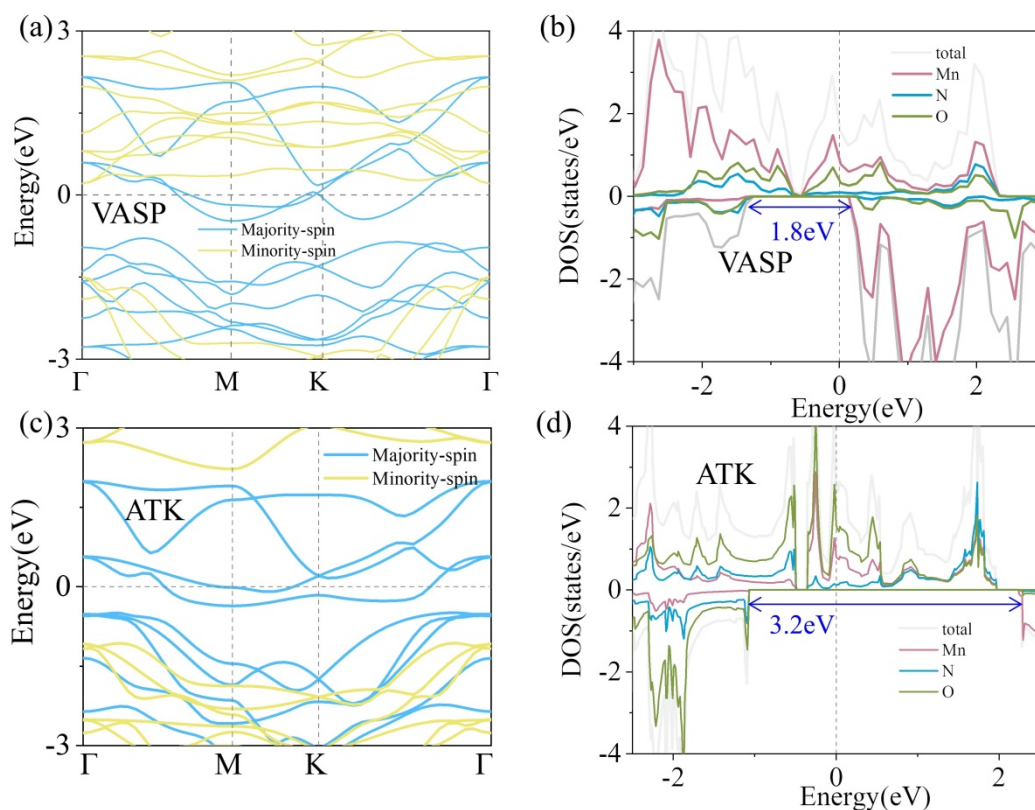 (a)
3
0
-3
Energy(eV)
VASP
Majority-spin
Minority-spin
Γ M K Γ
(b)
4
2
0
-2
-4
DOS(states/eV)
total
Mn
N
O
1.8eV
VASP
-2 0 2
Energy(eV)
(c)
3
0
-3
Energy(eV)
ATK
Majority-spin
Minority-spin
Γ M K Γ
(d)
4
2
0
-2
-4
DOS(states/eV)
ATK
3.2eV
total
Mn
N
O
-2 0 2
Energy(eV)